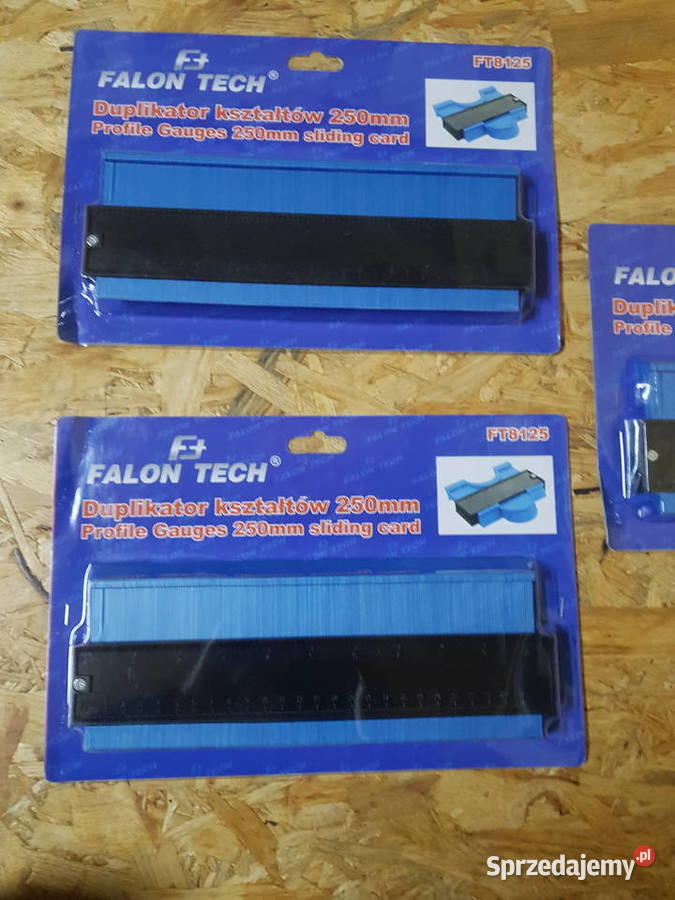 FALON TECH®
FT8125
Duplikator kształtów 250mm
Profile Gauges 250mm sliding card
FALON TECH®
FT8125
Duplikator kształtów 250mm
Profile Gauges 250mm sliding card
FALO
Duplik
Profile
Sprzedajemy.pl